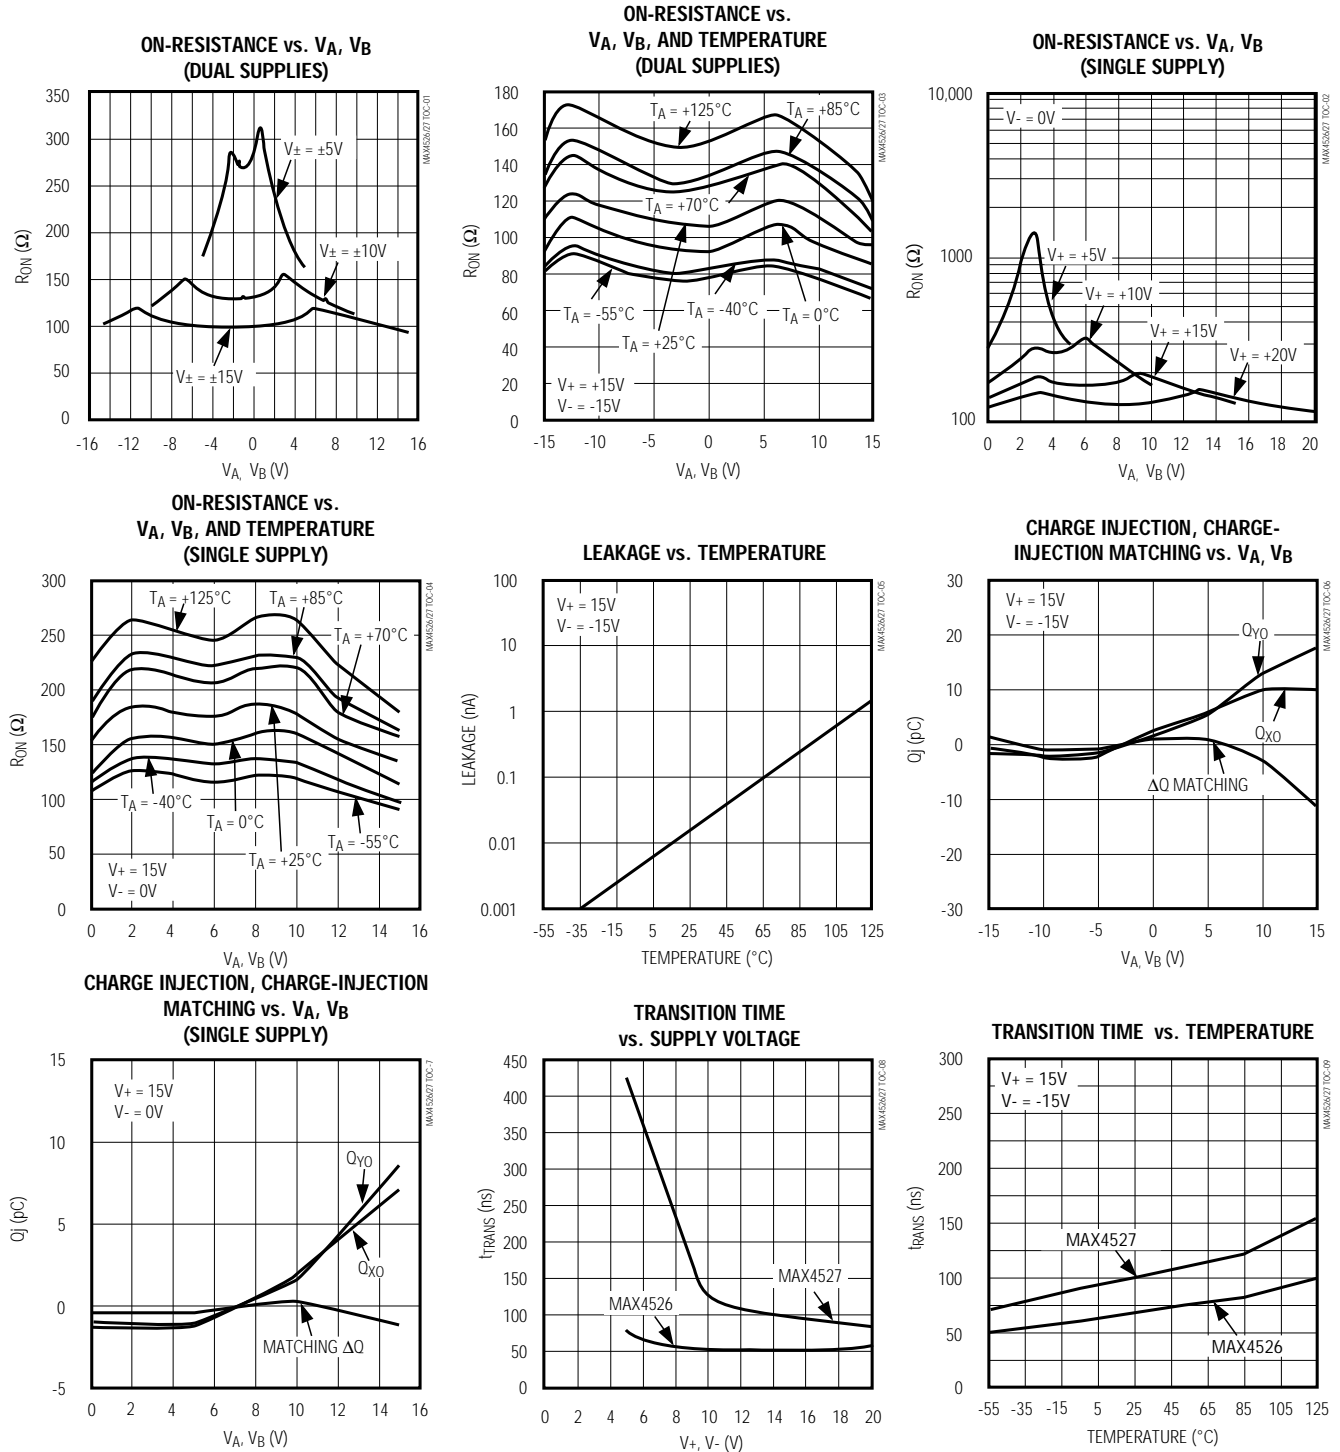 ON-RESISTANCE vs. VA, VB
(DUAL SUPPLIES)
MAX4526/27 TOC-01
RON (Ω)
350
300
250
200
150
100
50
0
V± = ±5V
V± = ±10V
V± = ±15V
-16 -12 -8 -4 0 4 8 12 16
VA, VB (V)
ON-RESISTANCE vs.
VA, VB, AND TEMPERATURE
(DUAL SUPPLIES)
MAX4526/27 TOC-03
RON (Ω)
180
160
140
120
100
80
60
40
20
0
TA = +125°C
TA = +85°C
TA = +70°C
TA = -55°C
TA = -40°C
TA = 0°C
TA = +25°C
V+ = +15V
V- = -15V
-15 -10 -5 0 5 10 15
VA, VB (V)
ON-RESISTANCE vs. VA, VB
(SINGLE SUPPLY)
MAX4526/27 TOC-02
RON (Ω)
10,000
1000
100
V- = 0V
V+ = +5V
V+ = +10V
V+ = +15V
V+ = +20V
0 2 4 6 8 10 12 14 16 18 20
VA, VB (V)
ON-RESISTANCE vs.
VA, VB, AND TEMPERATURE
(SINGLE SUPPLY)
MAX4526/27 TOC-04
RON (Ω)
300
250
200
150
100
50
0
TA = +125°C
TA = +85°C
TA = +70°C
TA = -40°C
TA = 0°C
TA = -55°C
TA = +25°C
V+ = 15V
V- = 0V
0 2 4 6 8 10 12 14 16
VA, VB (V)
LEAKAGE vs. TEMPERATURE
MAX4526/27 TOC-05
LEAKAGE (nA)
100
10
1
0.1
0.01
0.001
V+ = 15V
V- = -15V
-55 -35 -15 5 25 45 65 85 105 125
TEMPERATURE (°C)
CHARGE INJECTION, CHARGE-
INJECTION MATCHING vs. VA, VB
MAX4526/27 TOC-06
Qj (pC)
30
20
10
0
-10
-20
-30
V+ = 15V
V- = -15V
QYO
QXO
ΔQ MATCHING
-15 -10 -5 0 5 10 15
VA, VB (V)
CHARGE INJECTION, CHARGE-INJECTION
MATCHING vs. VA, VB
(SINGLE SUPPLY)
MAX4526/27 TOC-7
Qj (pC)
15
10
5
0
-5
V+ = 15V
V- = 0V
QYO
QXO
MATCHING ΔQ
0 2 4 6 8 10 12 14 16
VA, VB (V)
TRANSITION TIME
vs. SUPPLY VOLTAGE
MAX4526/27 TOC-08
tTRANS (ns)
450
400
350
300
250
200
150
100
50
0
MAX4527
MAX4526
0 2 4 6 8 10 12 14 16 18 20
V+, V- (V)
TRANSITION TIME vs. TEMPERATURE
MAX4526/27 TOC-09
tRANS (ns)
300
250
200
150
100
50
0
V+ = 15V
V- = -15V
MAX4527
MAX4526
-55 -35 -15 5 25 45 65 85 105 125
TEMPERATURE (°C)